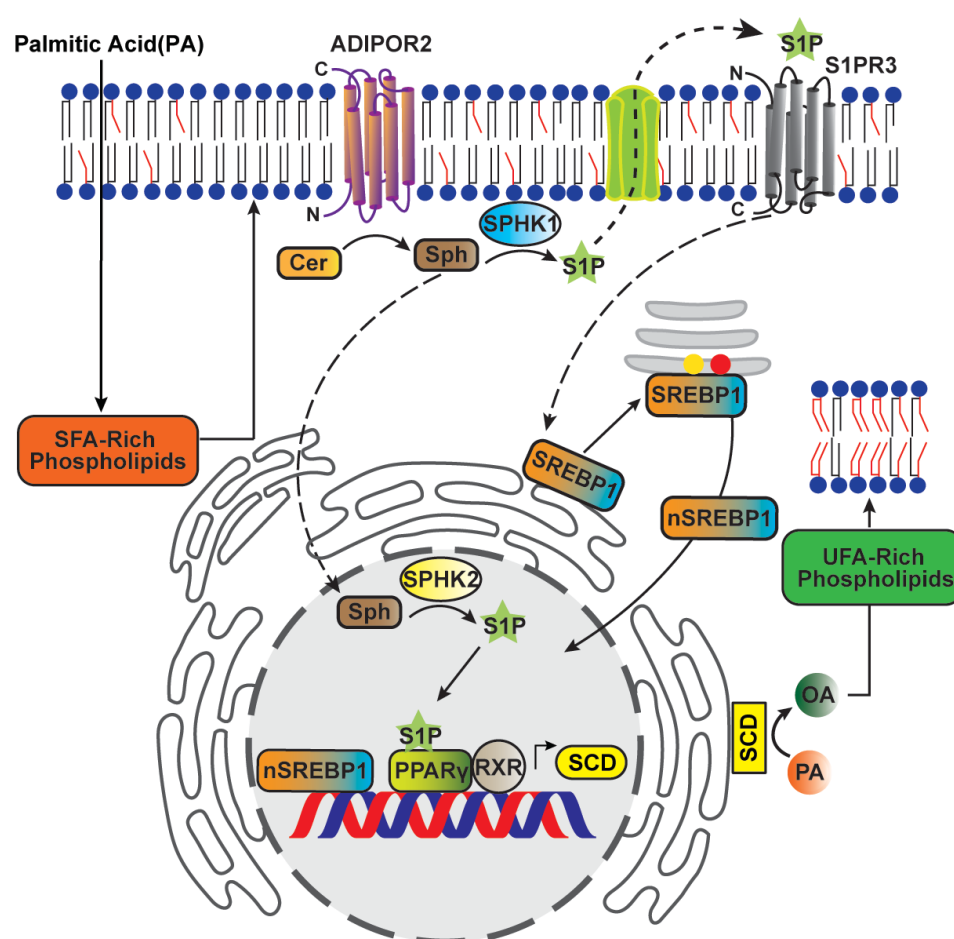 Palmitic Acid(PA)
ADIPOR2
S1P
S1PR3
C
N
N
C
SPHK1
Cer
Sph
S1P
SREBP1
SFA-Rich
Phospholipids
SREBP1
nSREBP1
UFA-Rich
Phospholipids
SPHK2
Sph
S1P
OA
SCD
PA
S1P
nSREBP1
PPARγ
RXR
SCD